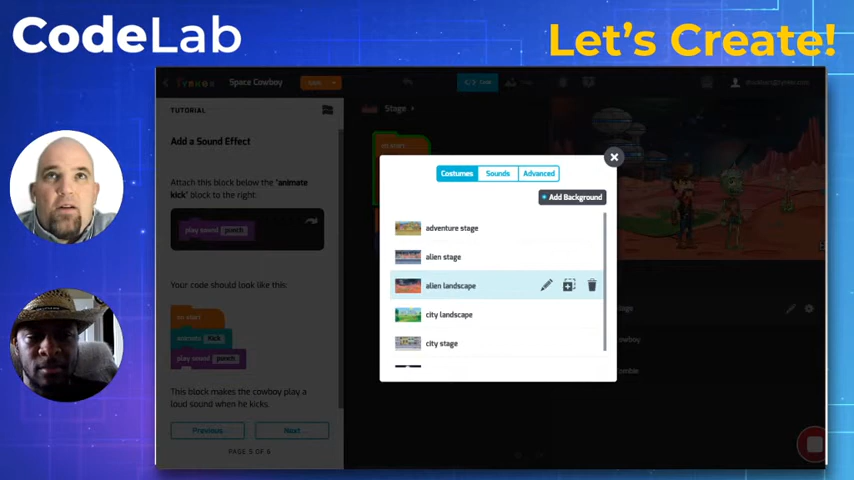 CodeLab
Let's Create!
TYNKER
Space Cowboy
Stage
TUTORIAL
Add a Sound Effect
Attach this block below the 'animate
kick' block to the right:
play sound punch
Your code should look like this:
on start
animate Kick
play sound punch
This block makes the cowboy play a
loud sound when he kicks.
Previous
Next
PAGE 5 OF 6
on start
Costumes
Sounds
Advanced
+ Add Background
adventure stage
alien stage
alien landscape
city landscape
city stage